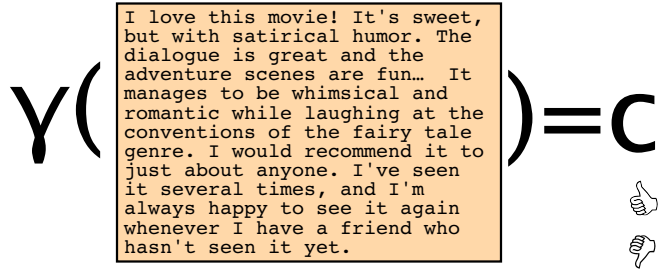 I love this movie! It's sweet,
but with satirical humor. The
dialogue is great and the
adventure scenes are fun… It
manages to be whimsical and
romantic while laughing at the
conventions of the fairy tale
genre. I would recommend it to
just about anyone. I've seen
it several times, and I'm
always happy to see it again
whenever I have a friend who
hasn't seen it yet.
γ( )=c